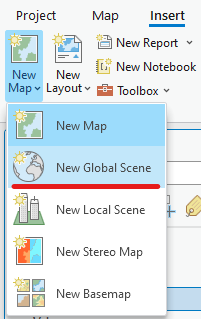 Project Map Insert
New Map
New Layout
New Report
New Notebook
Toolbox
New Map
New Global Scene
New Local Scene
New Stereo Map
New Basemap